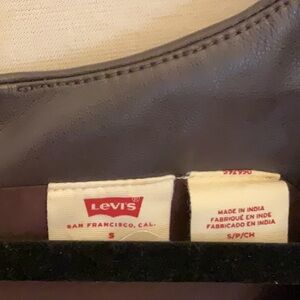 LEVI'S
SAN FRANCISCO, CAL.
S
MADE IN INDIA
FABRIQUÉ EN INDE
FABRICADO EN INDIA
S/P/CH